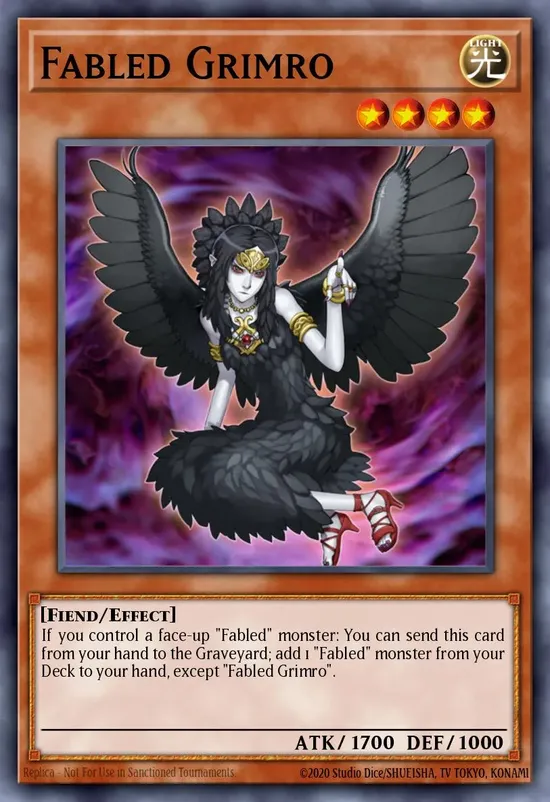 Fabled Grimro
LIGHT
光
[Fiend/Effect]
If you control a face-up "Fabled" monster: You can send this card
from your hand to the Graveyard; add 1 "Fabled" monster from your
Deck to your hand, except "Fabled Grimro".
ATK/1700 DEF/1000
Replica - Not For Use in Sanctioned Tournaments
©2020 Studio Dice/SHUEISHA, TV TOKYO, KONAMI